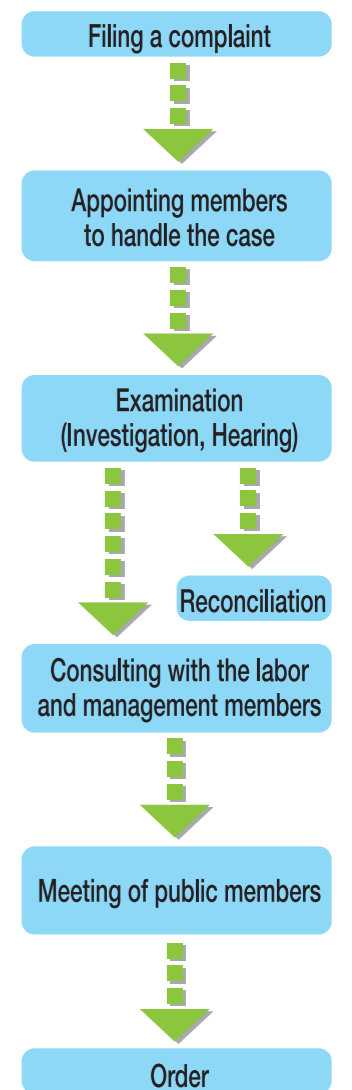 Filing a complaint
Appointing members
to handle the case
Examination
(Investigation, Hearing)
Reconciliation
Consulting with the labor
and management members
Meeting of public members
Order